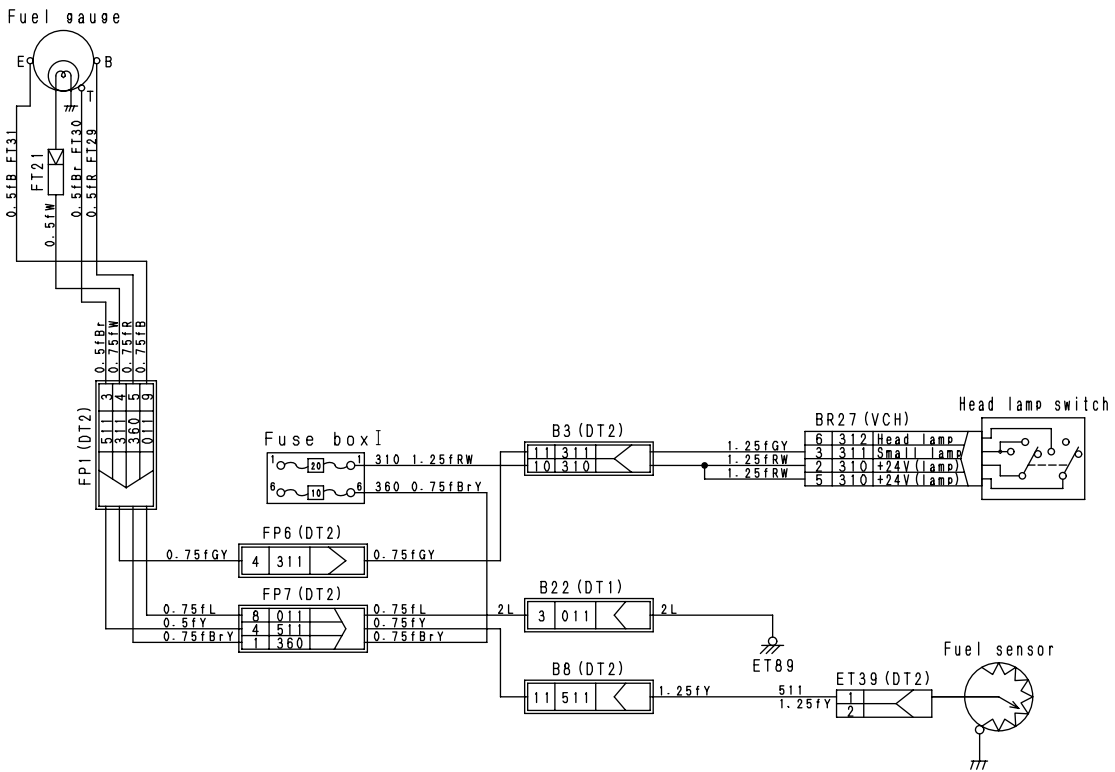 Fuel gauge
E
B
T
0.5fB FT31
FT21
0.5fW
0.5fBr FT30
0.5fR FT29
0.5fBr
0.75fW
0.75fR
0.75fB
FP1(DT2)
511 3
311 4
360 5
011 9
Fuse boxI
1 20 1
6 10 6
310 1.25fRW
360 0.75fBrY
B3(DT2)
11 311
10 310
1.25fGY
1.25fRW
1.25fRW
BR27(VCH)
6 312 Head lamp
3 311 Small lamp
2 310 +24V(lamp)
5 310 +24V(lamp)
Head lamp switch
FP6(DT2)
0.75fGY
4 311
0.75fGY
FP7(DT2)
0.75fL
0.5fY
0.75fBrY
8 011
4 511
1 360
0.75fL
0.75fY
0.75fBrY
B22(DT1)
2L
3 011
2L
ET89
B8(DT2)
11 511
1.25fY
511
1.25fY
ET39(DT2)
1
2
Fuel sensor